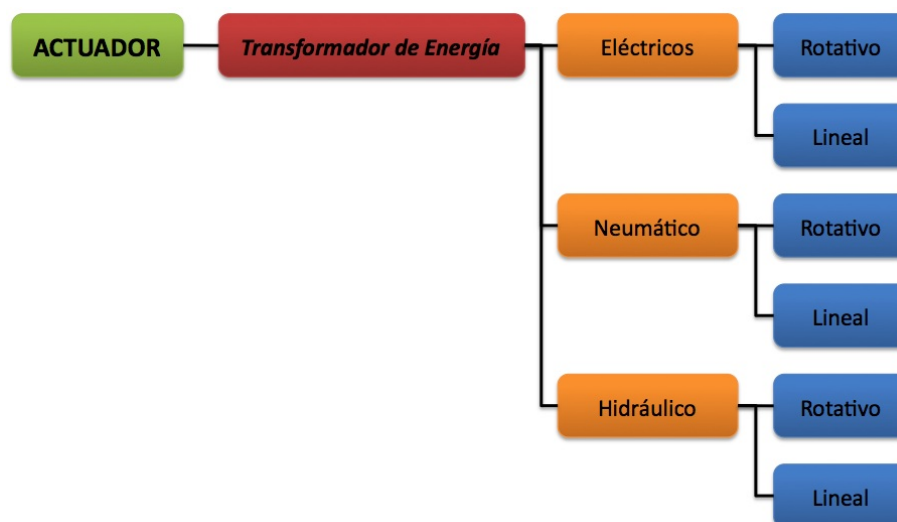 ACTUADOR
Transformador de Energía
Eléctricos
Rotativo
Lineal
Neumático
Rotativo
Lineal
Hidráulico
Rotativo
Lineal